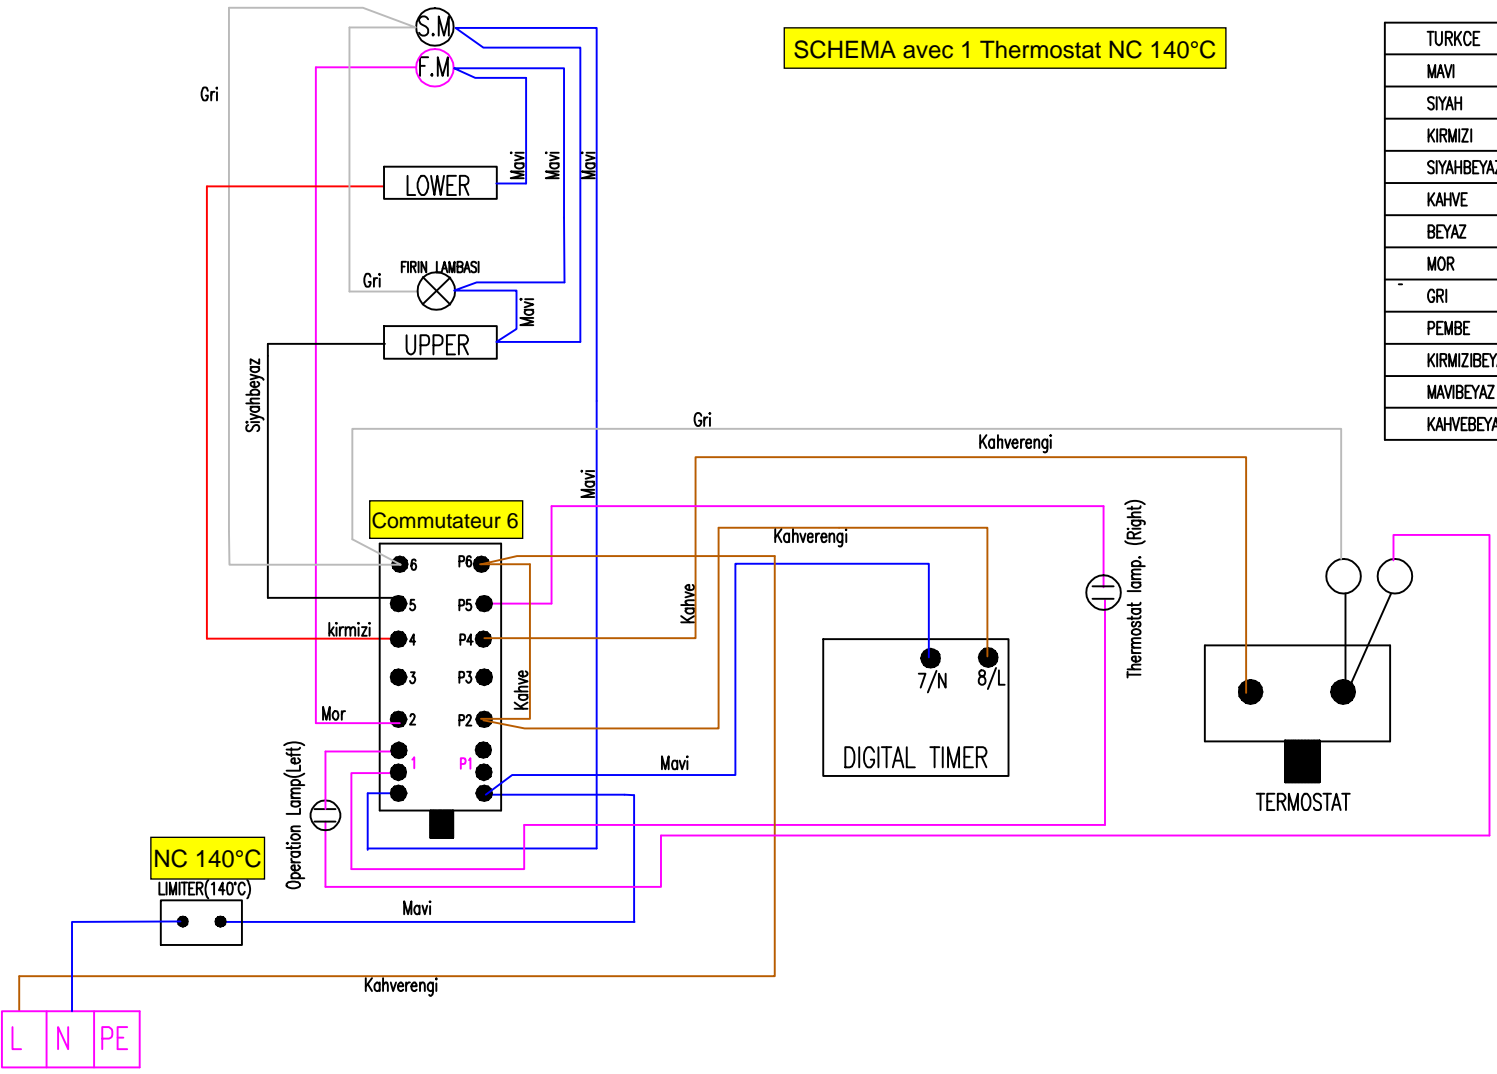 S.M
SCHEMA avec 1 Thermostat NC 140°C
F.M
Gri
Mavi
Mavi
Mavi
LOWER
FIRIN LAMBASI
Gri
Mavi
UPPER
Siyahbeyaz
TURKCE
MAVI
SIYAH
KIRMIZI
SIYAHBEYAZ
KAHVE
BEYAZ
MOR
GRI
PEMBE
KIRMIZIBEY
MAVIBEYAZ
KAHVEBEYA
Gri
Kahverengi
Mavi
Commutateur 6
Kahverengi
Thermostat lamp. (Right)
6 P6
5 P5
kirmizi
4 P4
3 P3
2 P2
1 P1
Kahve
Kahve
Mor
7/N 8/L
DIGITAL TIMER
Mavi
TERMOSTAT
Operation Lamp(Left)
NC 140°C
LIMITER(140°C)
Mavi
Kahverengi
L N PE